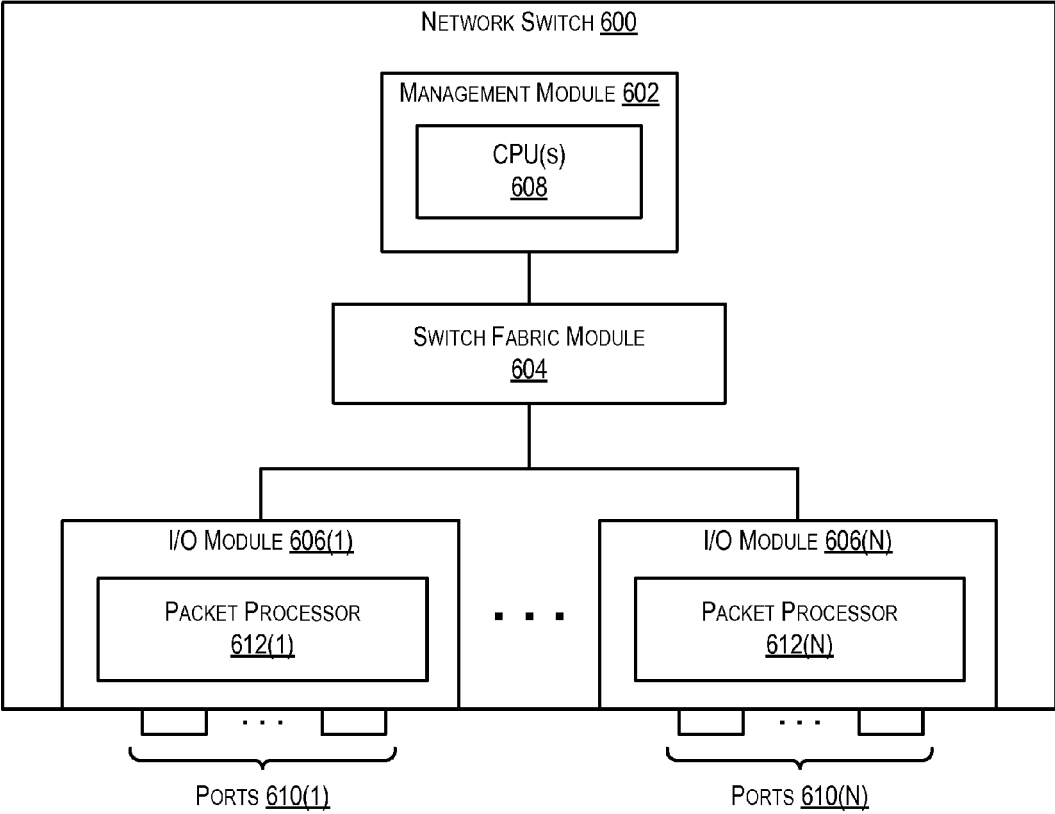 NETWORK SWITCH 600
MANAGEMENT MODULE 602
CPU(S)
608
SWITCH FABRIC MODULE
604
I/O MODULE 606(1)
I/O MODULE 606(N)
PACKET PROCESSOR
612(1)
. . .
PACKET PROCESSOR
612(N)
. . .
. . .
PORTS 610(1)
PORTS 610(N)